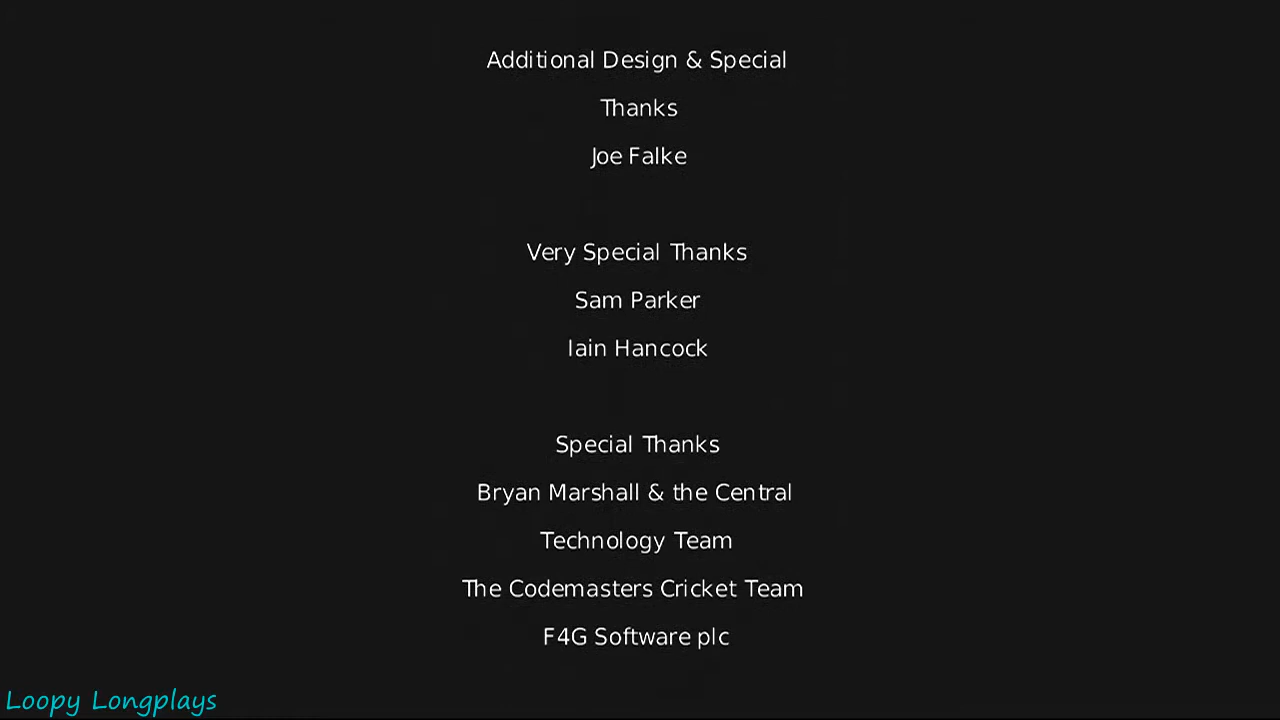 Additional Design & Special
Thanks
Joe Falke
Very Special Thanks
Sam Parker
Iain Hancock
Special Thanks
Bryan Marshall & the Central
Technology Team
The Codemasters Cricket Team
F4G Software plc
Loopy Longplays